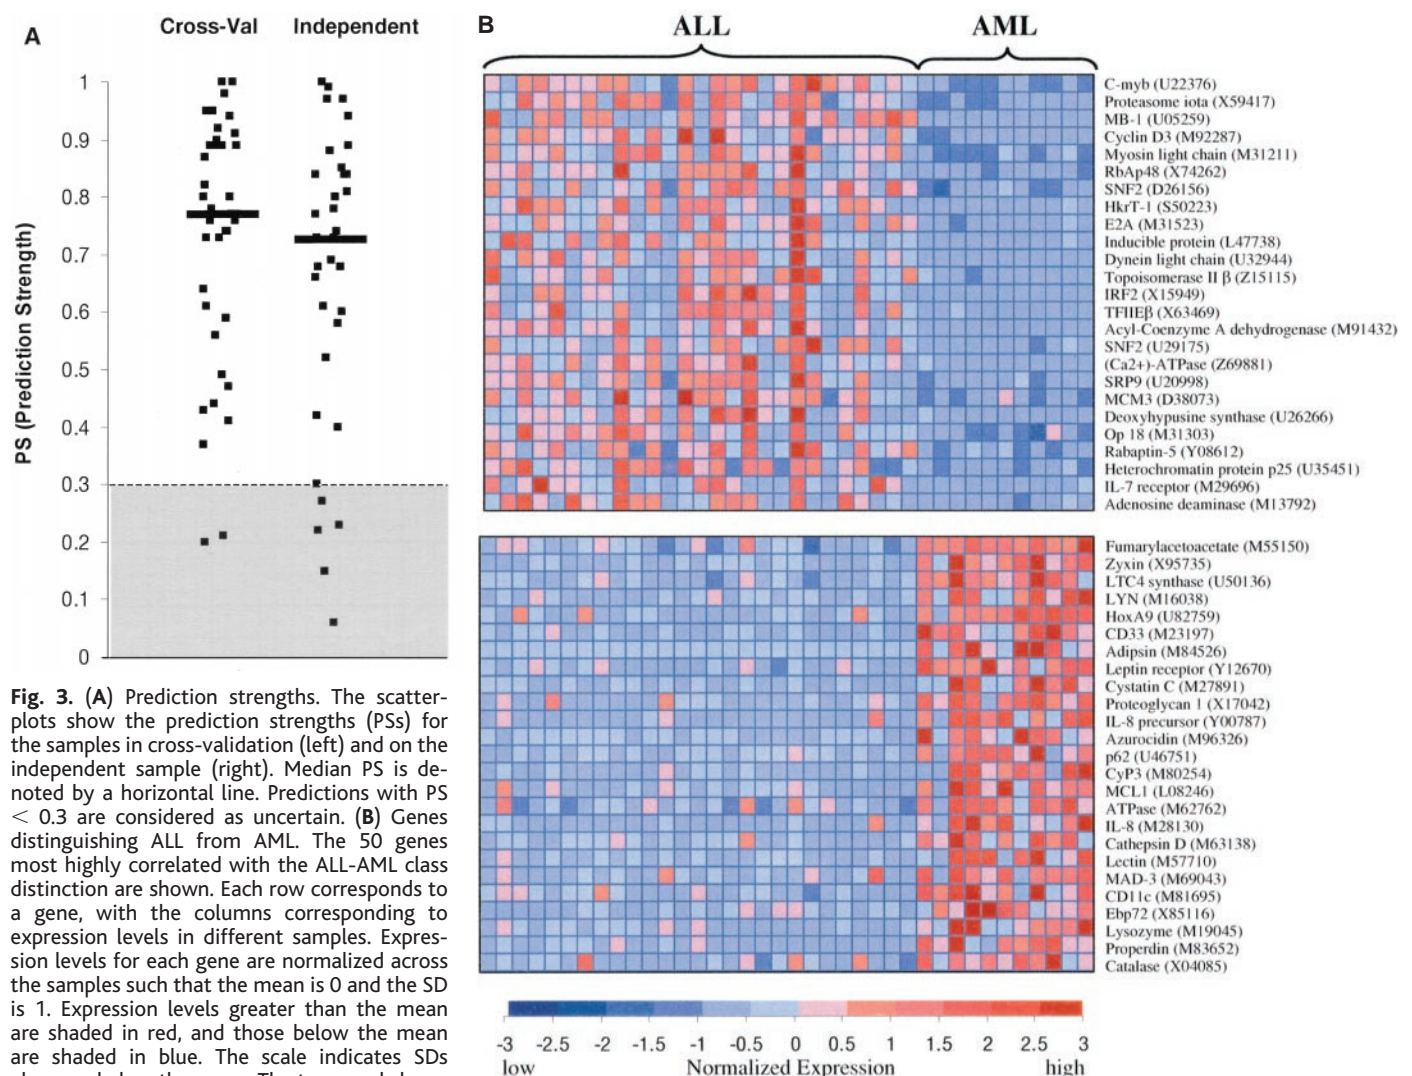 A
Cross-Val Independent
PS (Prediction Strength)
1
0.9
0.8
0.7
0.6
0.5
0.4
0.3
0.2
0.1
0
Fig. 3. (A) Prediction strengths. The scatter-
plots show the prediction strengths (PSs) for
the samples in cross-validation (left) and on the
independent sample (right). Median PS is de-
noted by a horizontal line. Predictions with PS
< 0.3 are considered as uncertain. (B) Genes
distinguishing ALL from AML. The 50 genes
most highly correlated with the ALL-AML class
distinction are shown. Each row corresponds to
a gene, with the columns corresponding to
expression levels in different samples. Expres-
sion levels for each gene are normalized across
the samples such that the mean is 0 and the SD
is 1. Expression levels greater than the mean
are shaded in red, and those below the mean
are shaded in blue. The scale indicates SDs
B
ALL AML
C-myb (U22376)
Proteasome iota (X59417)
MB-1 (U05259)
Cyclin D3 (M92287)
Myosin light chain (M31211)
RbAp48 (X74262)
SNF2 (D26156)
HkrT-1 (S50223)
E2A (M31523)
Inducible protein (L47738)
Dynein light chain (U32944)
Topoisomerase II β (Z15115)
IRF2 (X15949)
TFIIEβ (X63469)
Acyl-Coenzyme A dehydrogenase (M91432)
SNF2 (U29175)
(Ca2+)-ATPase (Z69881)
SRP9 (U20998)
MCM3 (D38073)
Deoxyhypusine synthase (U26266)
Op 18 (M31303)
Rabaptin-5 (Y08612)
Heterochromatin protein p25 (U35451)
IL-7 receptor (M29696)
Adenosine deaminase (M13792)
Fumarylacetoacetate (M55150)
Zyxin (X95735)
LTC4 synthase (U50136)
LYN (M16038)
HoxA9 (U82759)
CD33 (M23197)
Adipsin (M84526)
Leptin receptor (Y12670)
Cystatin C (M27891)
Proteoglycan 1 (X17042)
IL-8 precursor (Y00787)
Azurocidin (M96326)
p62 (U46751)
CyP3 (M80254)
MCL1 (L08246)
ATPase (M62762)
IL-8 (M28130)
Cathepsin D (M63138)
Lectin (M57710)
MAD-3 (M69043)
CD11c (M81695)
Ebp72 (X85116)
Lysozyme (M19045)
Properdin (M83652)
Catalase (X04085)
-3 -2.5 -2 -1.5 -1 -0.5 0 0.5 1 1.5 2 2.5 3
low Normalized Expression high